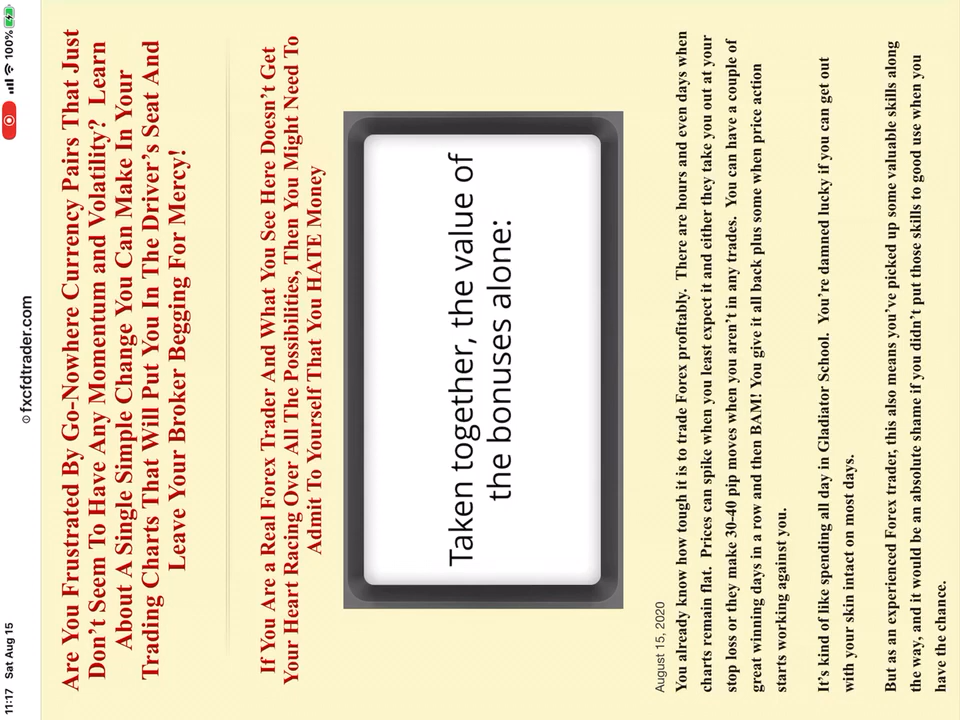 11:17 Sat Aug 15
100%
fxcfdtrader.com
Are You Frustrated By Go-Nowhere Currency Pairs That Just
Don't Seem To Have Any Momentum and Volatility? Learn
About A Single Simple Change You Can Make In Your
Trading Charts That Will Put You In The Driver's Seat And
Leave Your Broker Begging For Mercy!
If You Are a Real Forex Trader And What You See Here Doesn't Get
Your Heart Racing Over All The Possibilities, Then You Might Need To
Admit To Yourself That You HATE Money
Taken together, the value of
the bonuses alone:
August 15, 2020
You already know how tough it is to trade Forex profitably. There are hours and even days when
charts remain flat. Prices can spike when you least expect it and either they take you out at your
stop loss or they make 30-40 pip moves when you aren't in any trades. You can have a couple of
great winning days in a row and then BAM! You give it all back plus some when price action
starts working against you.
It's kind of like spending all day in Gladiator School. You're damned lucky if you can get out
with your skin intact on most days.
But as an experienced Forex trader, this also means you've picked up some valuable skills along
the way, and it would be an absolute shame if you didn't put those skills to good use when you
have the chance.